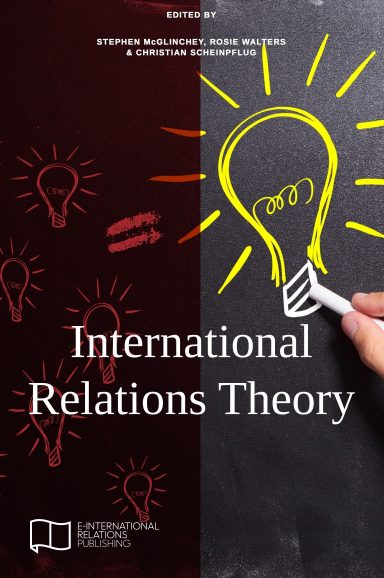 EDITED BY
STEPHEN McGLINCHEY, ROSIE WALTERS
& CHRISTIAN SCHEINPFLUG
International
Relations Theory
E-INTERNATIONAL
RELATIONS
PUBLISHING